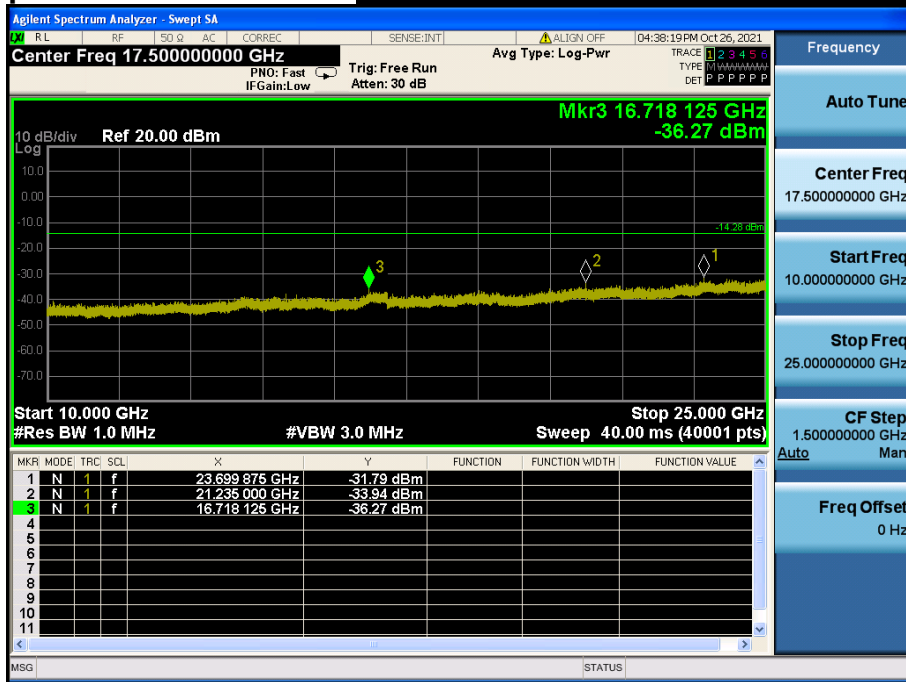 Agilent Spectrum Analyzer - Swept SA
LXI RL RF 50 Ω AC CORREC SENSE:INT ALIGN OFF 04:38:19PM Oct 26, 2021
Center Freq 17.500000000 GHz
PNO: Fast
IFGain:Low
Trig: Free Run
Atten: 30 dB
Avg Type: Log-Pwr
TRACE 1 2 3 4 5 6
TYPE MWWWWW
DET P P P P P P
Mkr3 16.718 125 GHz
-36.27 dBm
10 dB/div Ref 20.00 dBm
Log
10.0
0.00
-10.0
-14.28 dBm
-20.0
-30.0
-40.0
-50.0
-60.0
-70.0
3
2
1
Start 10.000 GHz Stop 25.000 GHz
#Res BW 1.0 MHz #VBW 3.0 MHz Sweep 40.00 ms (40001 pts)
MKR MODE TRC SCL X Y FUNCTION FUNCTION WIDTH FUNCTION VALUE
1 N 1 f 23.699 875 GHz -31.79 dBm
2 N 1 f 21.235 000 GHz -33.94 dBm
3 N 1 f 16.718 125 GHz -36.27 dBm
4
5
6
7
8
9
10
11
MSG STATUS
Frequency
Auto Tune
Center Freq
17.500000000 GHz
Start Freq
10.000000000 GHz
Stop Freq
25.000000000 GHz
CF Step
1.500000000 GHz
Auto Man
Freq Offset
0 Hz